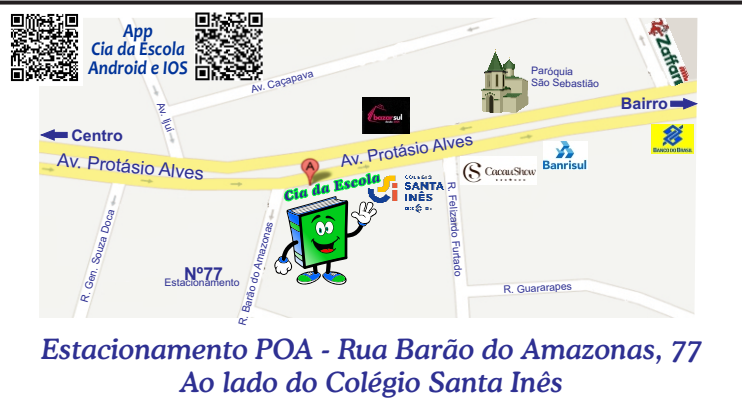 App
Cia da Escola
Android e IOS
Av. Caçapava
Av. Ijuí
Zaffari
Paróquia
São Sebastião
bazarsul
Bairro
Centro
Av. Protásio Alves
Av. Protásio Alves
BANCO DO BRASIL
Banrisul
CacauShow
A
Cia da Escola
COLÉGIO
SANTA
INÊS
R. Felizardo Furtado
R. Gen. Souza Doca
R. Barão do Amazonas
Nº77
Estacionamento
R. Guararapes
Estacionamento POA - Rua Barão do Amazonas, 77
Ao lado do Colégio Santa Inês